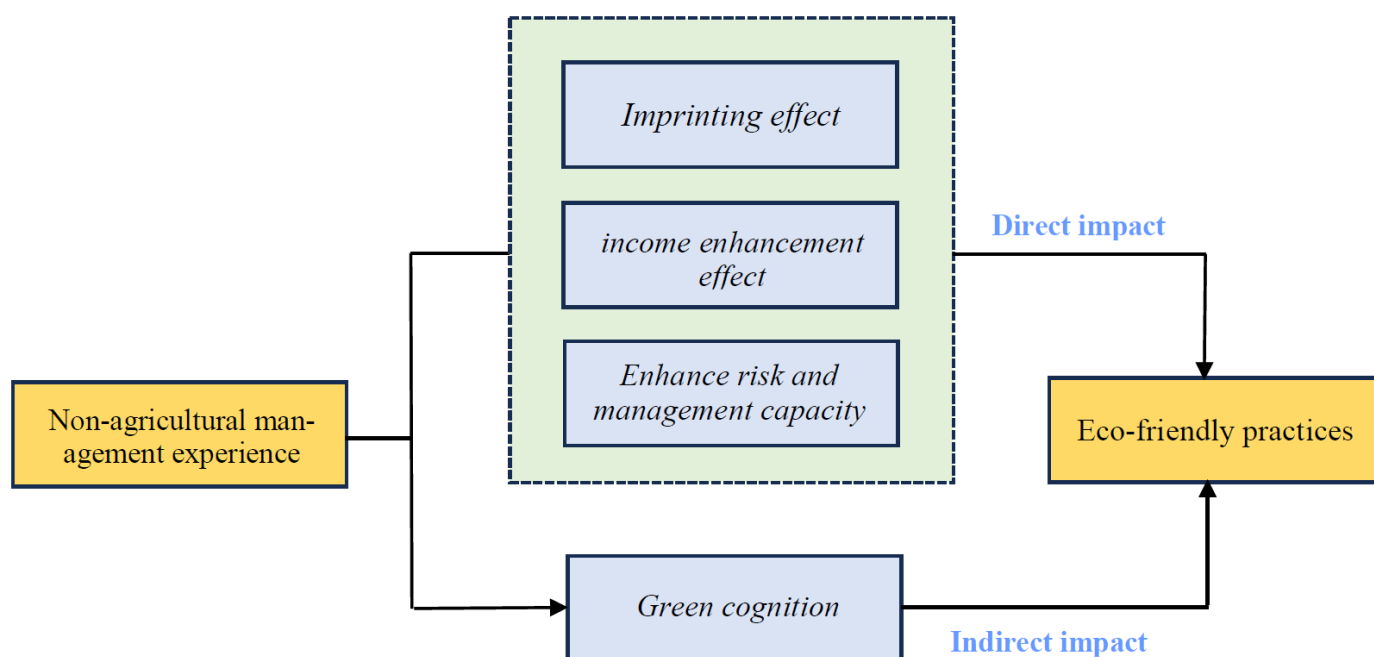 Imprinting effect
income enhancement
effect
Direct impact
Enhance risk and
management capacity
Non-agricultural man-
agement experience
Eco-friendly practices
Green cognition
Indirect impact